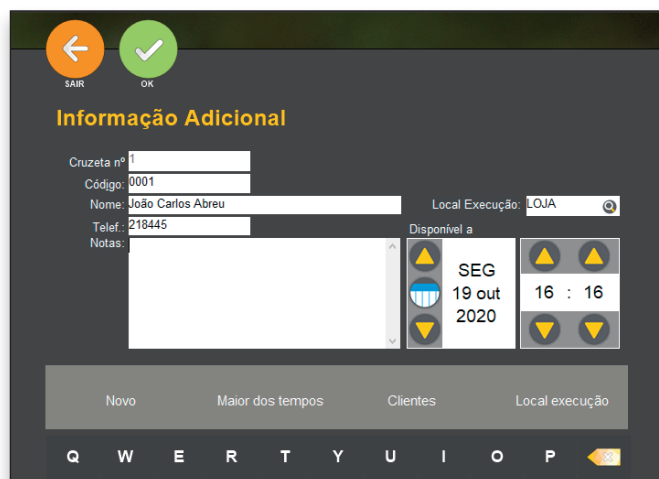 SAIR OK
Informação Adicional
Cruzeta nº 1
Código: 0001
Nome: João Carlos Abreu Local Execução: LOJA
Telef.: 218445 Disponível a
Notas:
SEG
19 out 16 : 16
2020
Novo Maior dos tempos Clientes Local execução
Q W E R T Y U I O P